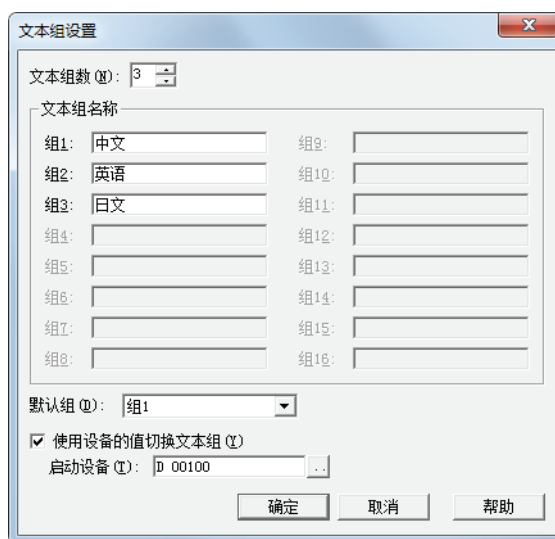 文本组设置
文本组数(N): 3
文本组名称
组1: 中文
组2: 英语
组3: 日文
组4:
组5:
组6:
组7:
组8:
组9:
组10:
组11:
组12:
组13:
组14:
组15:
组16:
默认组(D): 组1
使用设备的值切换文本组(Y)
启动设备(T): D 00100 ..
确定 取消 帮助